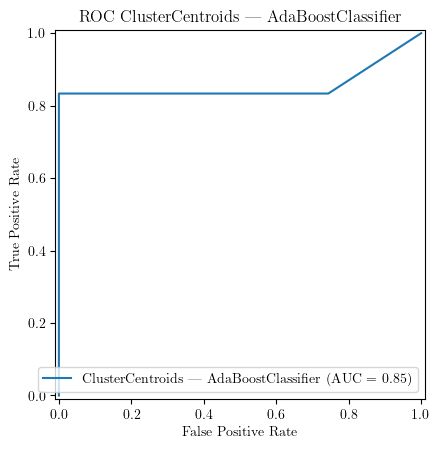 ROC ClusterCentroids — AdaBoostClassifier
1.0
0.8
0.6
0.4
0.2
0.0
True Positive Rate
ClusterCentroids — AdaBoostClassifier (AUC = 0.85)
0.0 0.2 0.4 0.6 0.8 1.0
False Positive Rate